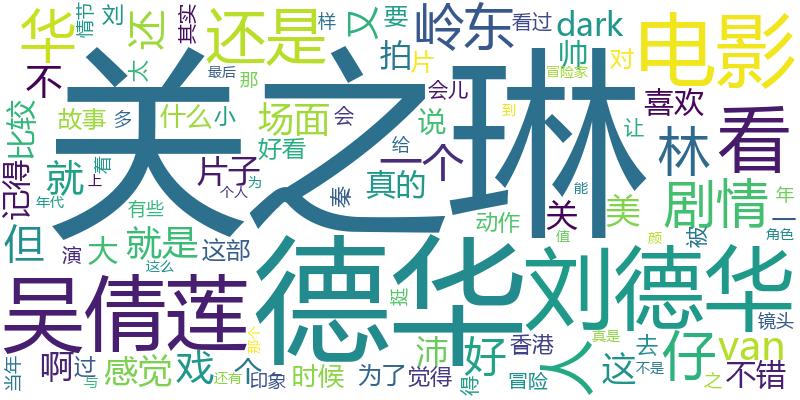 华
还
还是
又
岭东
dark
电影
刘
其实
样
要
看过
情节
太
那
拍
帅
对
片
最后
会儿
冒险家
不
比较
故事
多
什么
小
场面
会
说
喜欢
到
看
关之琳
好看
给
一个
让
林
记得
就
着
上
片子
真的
年代
有些
个人
为
秦
动作
关
能
美
剧情
年
一
但
演
大
就是
这部
这么
值
颜
被
角色
吴倩莲
德华
刘德华
挺
镜头
啊
过
感觉
戏
个
那个
沛
好
香港
人
真是
这
去
仔
van
当年
与
还有
印象
时候
为了
觉得
得
冒险
不是
之
不错